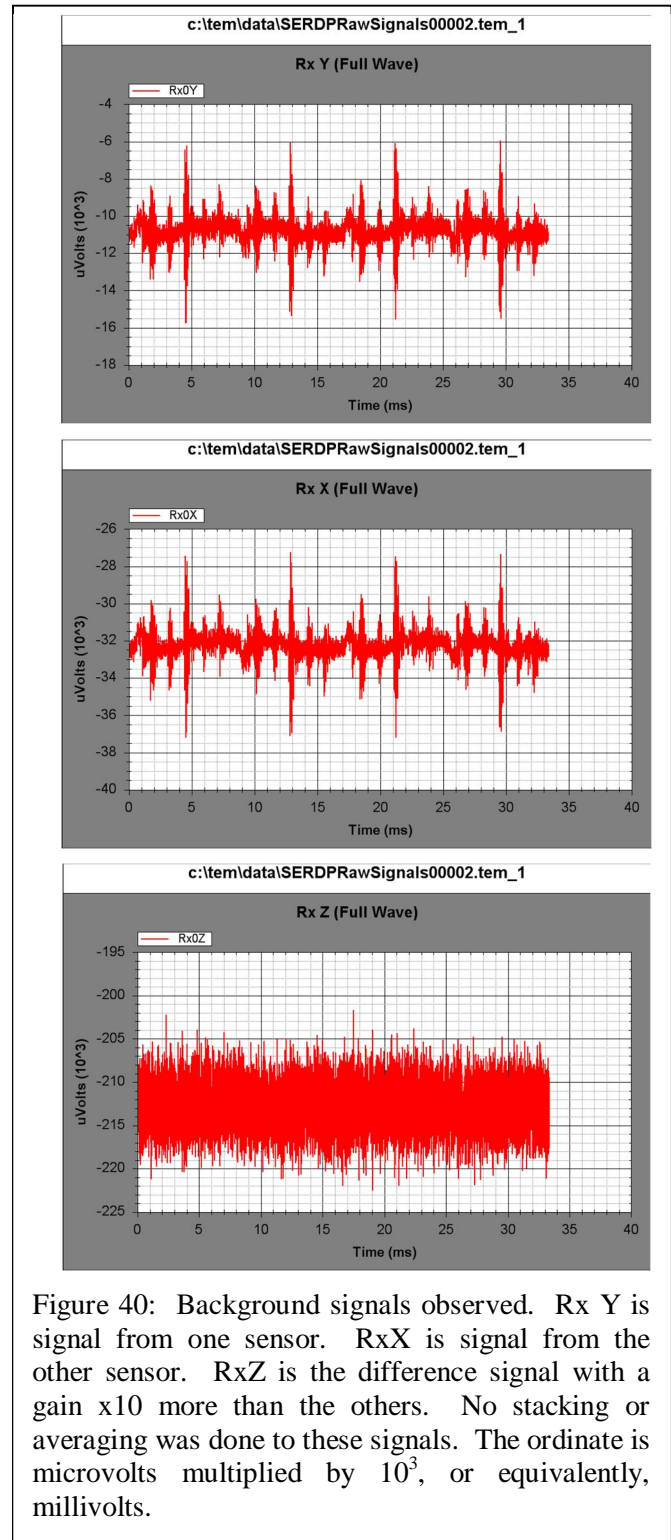 c:\tem\data\SERDPRawSignals00002.tem_1
Rx Y (Full Wave)
Rx0Y
-4
-6
-8
-10
-11
-12
-14
-16
-18
uVolts (10^3)
0 5 10 15 20 25 30 35 40
Time (ms)
c:\tem\data\SERDPRawSignals00002.tem_1
Rx X (Full Wave)
Rx0X
-26
-28
-30
-32
-34
-36
-38
-40
uVolts (10^3)
0 5 10 15 20 25 30 35 40
Time (ms)
c:\tem\data\SERDPRawSignals00002.tem_1
Rx Z (Full Wave)
Rx0Z
-195
-200
-205
-210
-215
-220
-225
uVolts (10^3)
0 5 10 15 20 25 30 35 40
Time (ms)
Figure 40: Background signals observed. Rx Y is
signal from one sensor. RxX is signal from the
other sensor. RxZ is the difference signal with a
gain x10 more than the others. No stacking or
averaging was done to these signals. The ordinate is
microvolts multiplied by 10³, or equivalently,
millivolts.